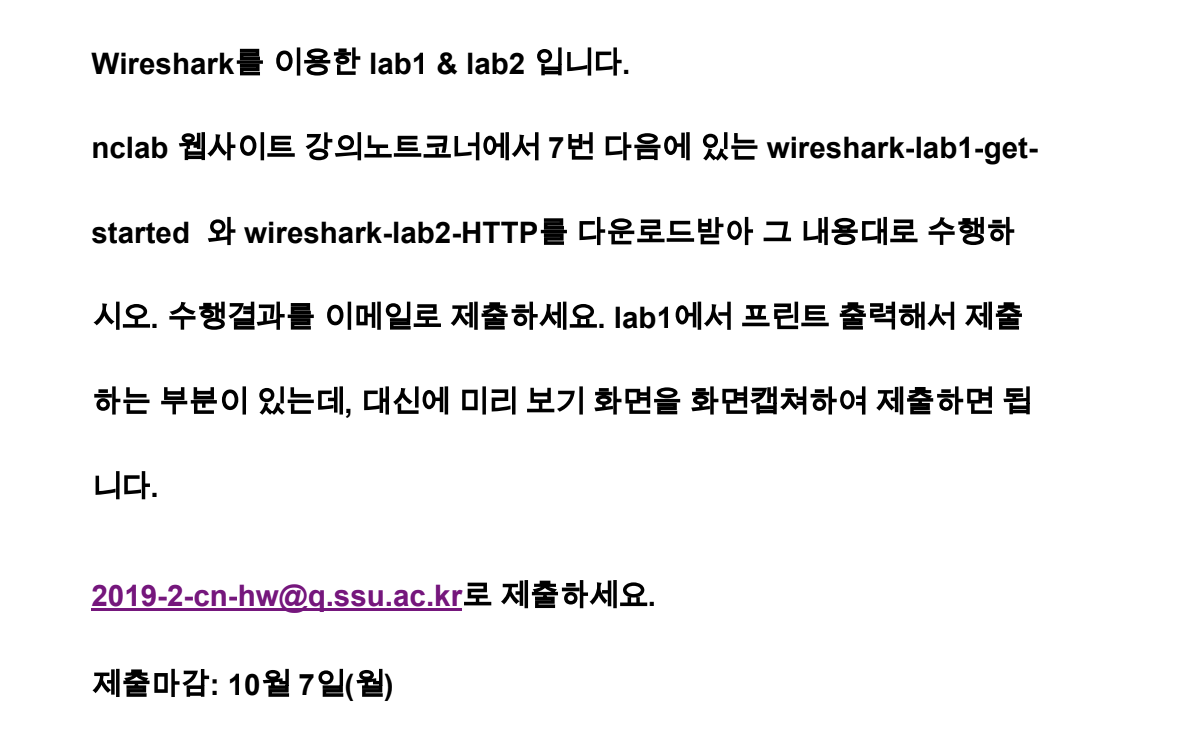 Wireshark를 이용한 lab1 & lab2 입니다.
nclab 웹사이트 강의노트코너에서 7번 다음에 있는 wireshark-lab1-get-
started 와 wireshark-lab2-HTTP를 다운로드받아 그 내용대로 수행하
시오. 수행결과를 이메일로 제출하세요. lab1에서 프린트 출력해서 제출
하는 부분이 있는데, 대신에 미리 보기 화면을 화면캡쳐하여 제출하면 됩
니다.
2019-2-cn-hw@q.ssu.ac.kr로 제출하세요.
제출마감: 10월 7일(월)